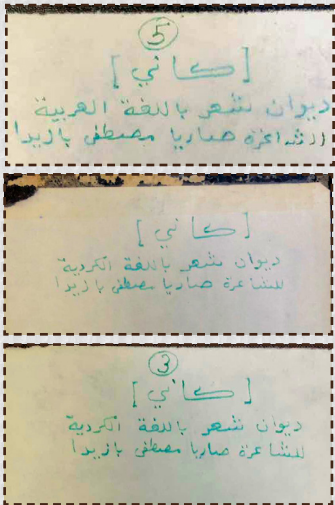 5
[ كاني ]
ديوان شعر باللغة العربية
الشاعرة صاريا مصطفى بازيدا
[ كاني ]
ديوان شعر باللغة الكردية
للشاعرة صاريا مصطفى بازيدا
3
[ كاني ]
ديوان شعر باللغة الكردية
للشاعرة صاريا مصطفى بازيدا